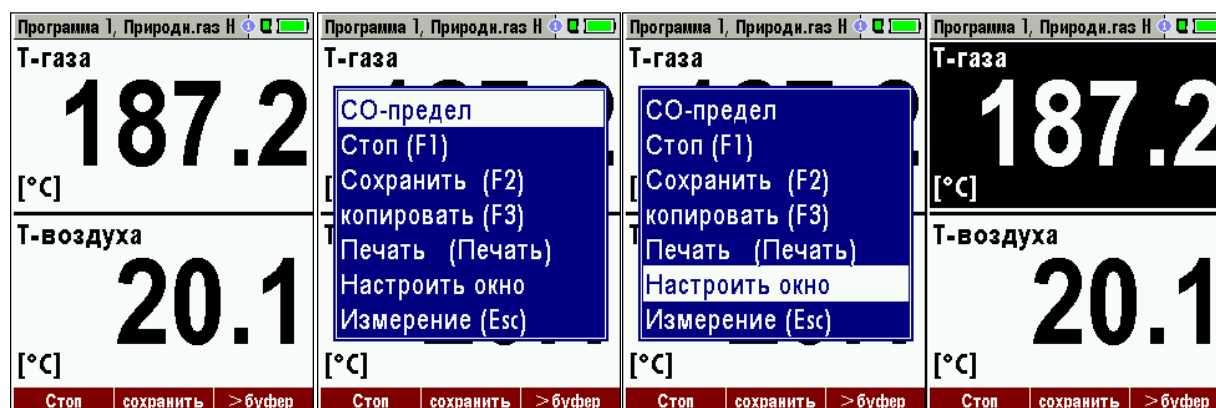 Программа 1, Природн.газ H
Т-газа
187.2
[°C]
Т-воздуха
20.1
[°C]
Стоп сохранить >буфер
Программа 1, Природн.газ H
Т-газа
СО-предел
Стоп (F1)
Сохранить (F2)
копировать (F3)
Печать (Печать)
Настроить окно
Измерение (Esc)
[°C]
Стоп сохранить >буфер
Программа 1, Природн.газ H
Т-газа
СО-предел
Стоп (F1)
Сохранить (F2)
копировать (F3)
Печать (Печать)
Настроить окно
Измерение (Esc)
[°C]
Стоп сохранить >буфер
Программа 1, Природн.газ H
Т-газа
187.2
[°C]
Т-воздуха
20.1
[°C]
Стоп сохранить >буфер